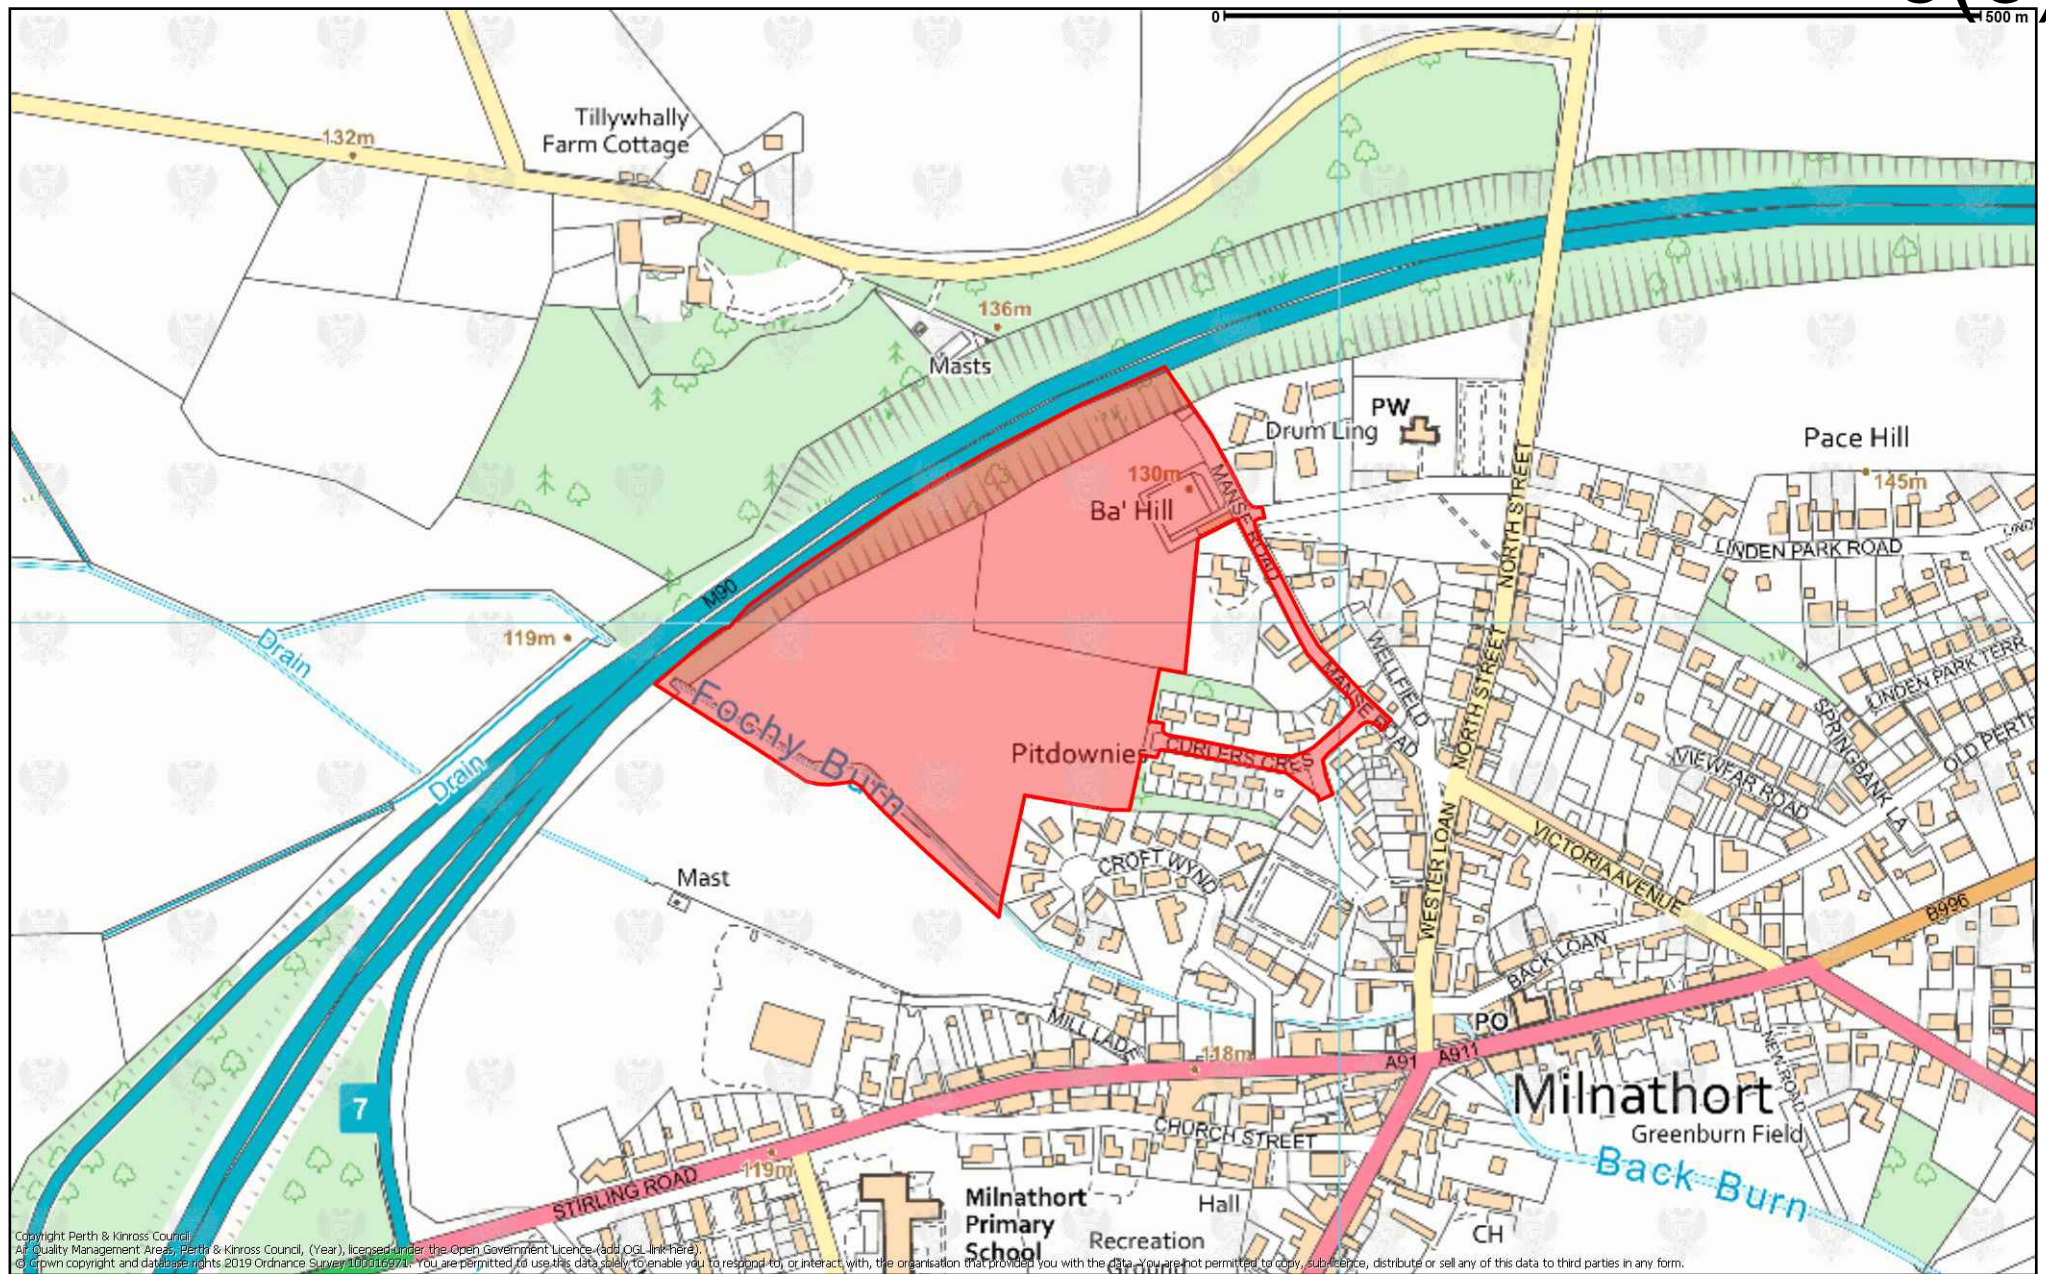 0
500 m
Tillywhally
Farm Cottage
132m
136m
Masts
PW
Drum Ling
Pace Hill
145m
130m
Ba' Hill
MANSE ROAD
NORTH STREET
LINDEN PARK ROAD
M90
119m
Drain
WELLFIELD
MANSE ROAD
NORTH STREET
LINDEN PARK TERR
SPRINGBANK LA
OLD PERTH
Fochy Burn
Pitdownies
CURLERS CRES
VIEWFAR ROAD
Drain
WESTER LOAN
VICTORIA AVENUE
CROFT WYND
Mast
B996
BACK LOAN
MILL LADE
PO
118m
A91
A911
NEW ROAD
7
Milnathort
Greenburn Field
CHURCH STREET
Back Burn
119m
STIRLING ROAD
Milnathort
Primary
School
Hall
Recreation
Ground
CH
Copyright Perth & Kinross Council
Air Quality Management Areas, Perth & Kinross Council, (Year), licensed under the Open Government Licence (add OGL link here).
© Crown copyright and database rights 2019 Ordnance Survey 100016971. You are permitted to use this data solely to enable you to respond to, or interact with, the organisation that provided you with the data. You are not permitted to copy, sub-licence, distribute or sell any of this data to third parties in any form.